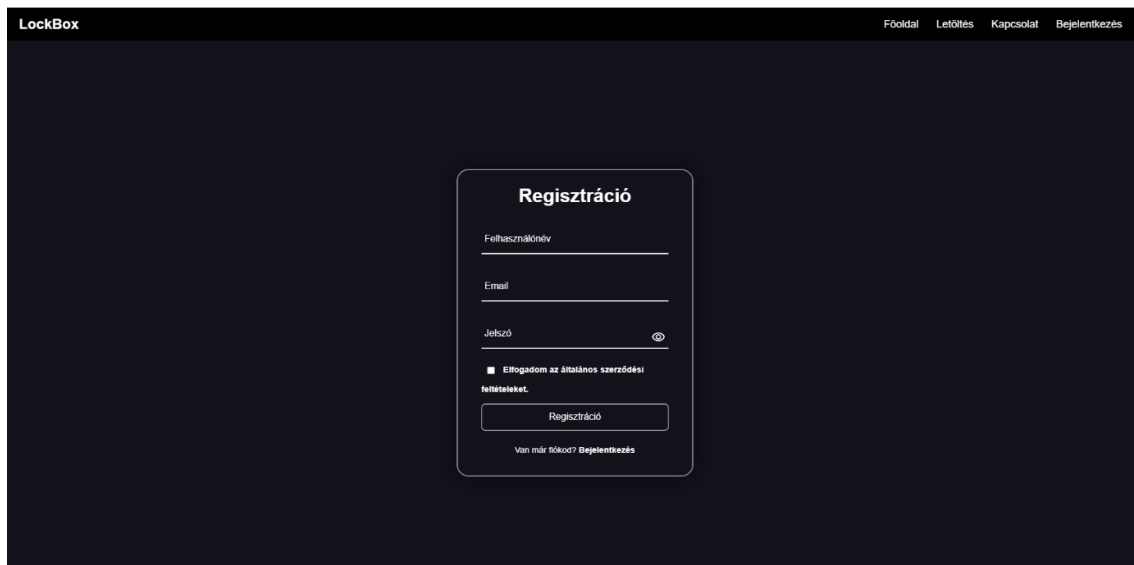 LockBox
Főoldal Letöltés Kapcsolat Bejelentkezés
Regisztráció
Felhasználónév
Email
Jelszó
Elfogadom az általános szerződési
feltételeket.
Regisztráció
Van már fiókod? Bejelentkezés